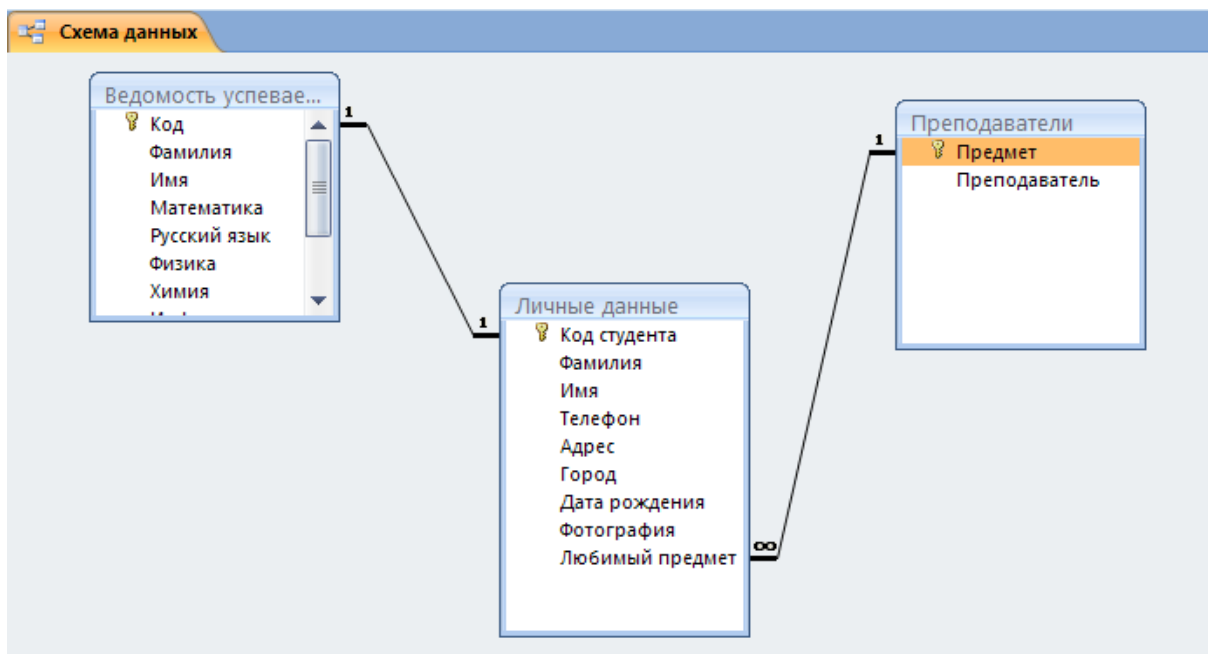 Схема данных
Ведомость успевае...
Код
Фамилия
Имя
Математика
Русский язык
Физика
Химия
1
1
Личные данные
Код студента
Фамилия
Имя
Телефон
Адрес
Город
Дата рождения
Фотография
Любимый предмет
∞
1
Преподаватели
Предмет
Преподаватель